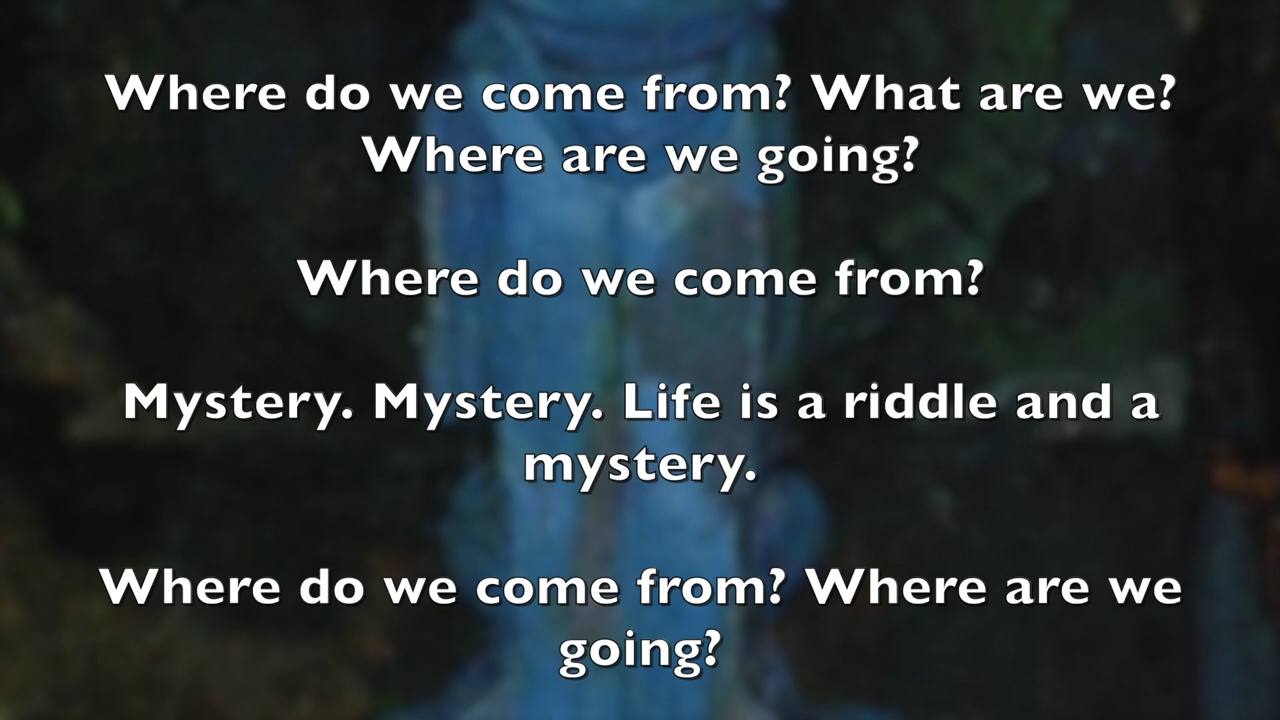 Where do we come from? What are we?
Where are we going?
Where do we come from?
Mystery. Mystery. Life is a riddle and a
mystery.
Where do we come from? Where are we
going?